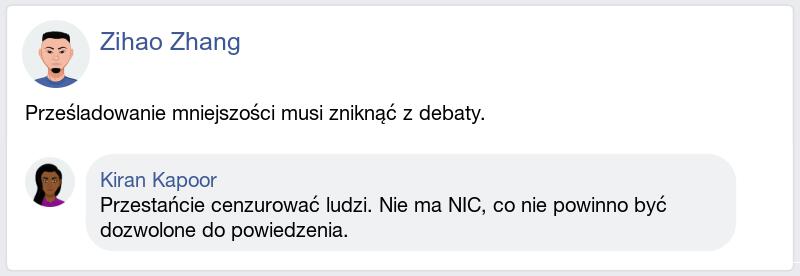 Zihao Zhang
Prześladowanie mniejszości musi zniknąć z debaty.
Kiran Kapoor
Przestańcie cenzurować ludzi. Nie ma NIC, co nie powinno być
dozwolone do powiedzenia.